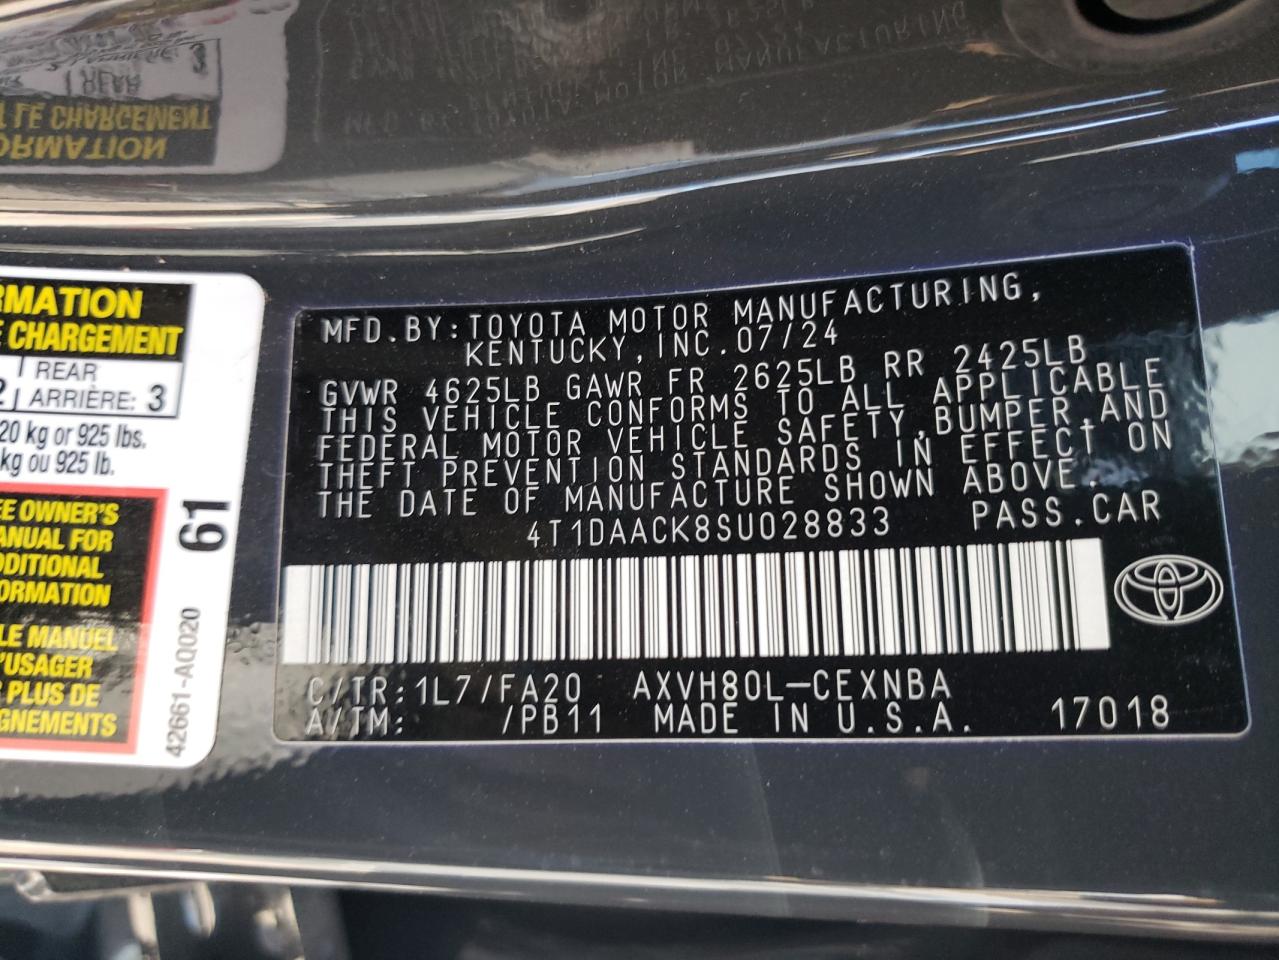 RMATION
E CHARGEMENT
REAR
2 ARRIÈRE: 3
20 kg or 925 lbs.
kg ou 925 lb.
EE OWNER'S
ANUAL FOR
DDITIONAL
FORMATION
LE MANUEL
'USAGER
PLUS DE
GNEMENTS
61
42661-AQ020
MFD.BY:TOYOTA MOTOR MANUFACTURING,
KENTUCKY,INC.07/24
GVWR 4625LB GAWR FR 2625LB RR 2425LB
THIS VEHICLE CONFORMS TO ALL APPLICABLE
FEDERAL MOTOR VEHICLE SAFETY,BUMPER,AND
THEFT PREVENTION STANDARDS IN EFFECT ON
THE DATE OF MANUFACTURE SHOWN ABOVE.
4T1DAACK8SU028833 PASS.CAR
C/TR:1L7/FA20 AXVH80L-CEXNBA
A/TM: /PB11 MADE IN U.S.A. 17018